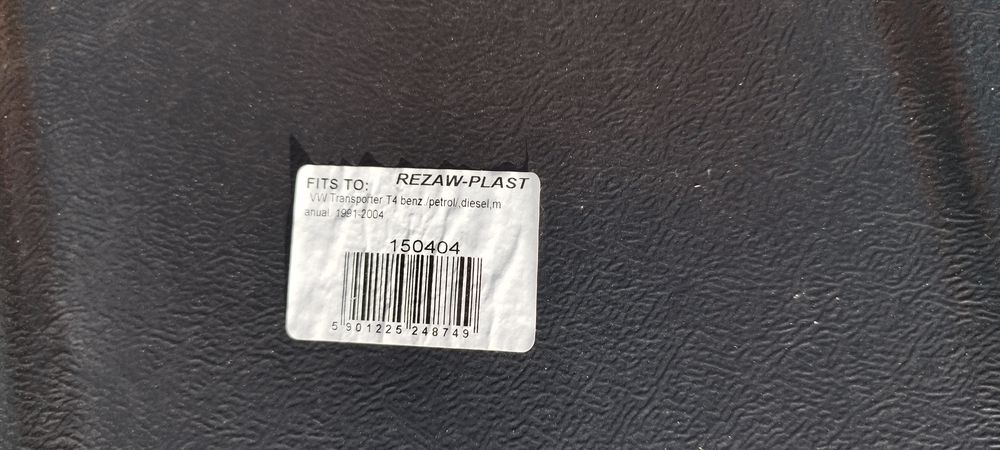 FITS TO: REZAW-PLAST
VW Transporter T4 benz./petrol/,diesel,m
anual. 1991-2004
150404
5 901225 248749